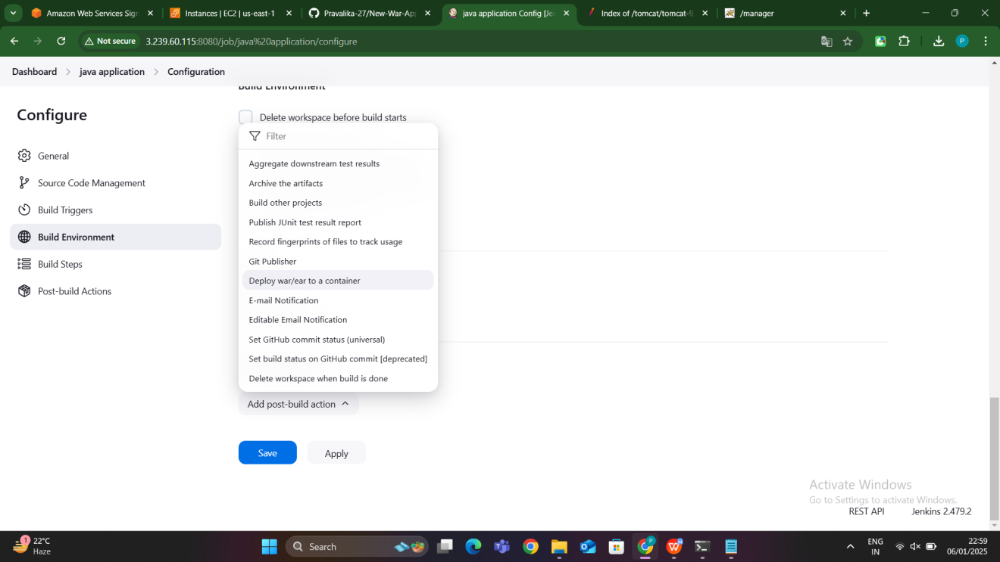 Amazon Web Services Sign
Instances | EC2 | us-east-1
Pravalika-27/New-War-App
java application Config [Jen
Index of /tomcat/tomcat-9
/manager
Not secure
3.239.60.115:8080/job/java%20application/configure
P
Dashboard
java application
Configuration
Build Environment
Configure
Delete workspace before build starts
Filter
General
Source Code Management
Build Triggers
Build Environment
Build Steps
Post-build Actions
Aggregate downstream test results
Archive the artifacts
Build other projects
Publish JUnit test result report
Record fingerprints of files to track usage
Git Publisher
Deploy war/ear to a container
E-mail Notification
Editable Email Notification
Set GitHub commit status (universal)
Set build status on GitHub commit [deprecated]
Delete workspace when build is done
Add post-build action
Save
Apply
Activate Windows
Go to Settings to activate Windows.
REST API
Jenkins 2.479.2
1
22°C
Haze
Search
ENG
IN
22:59
06/01/2025